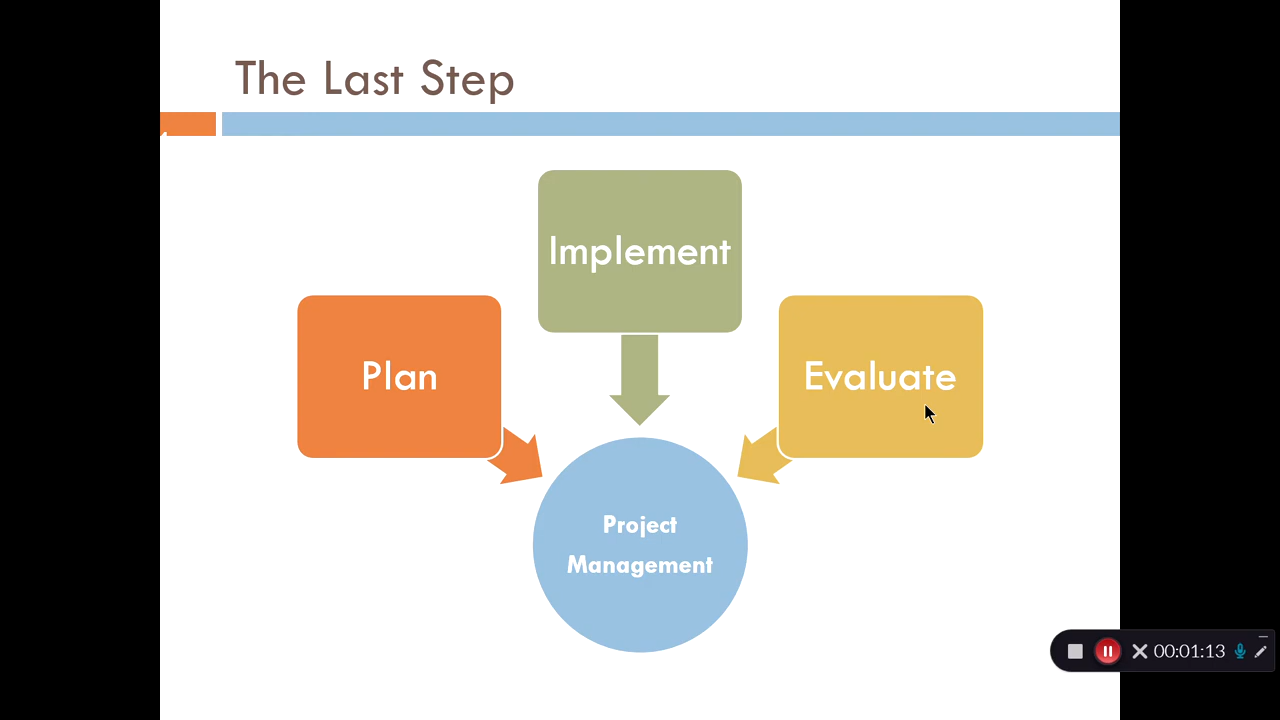 The Last Step
Implement
Plan
Evaluate
Project
Management
00:01:13